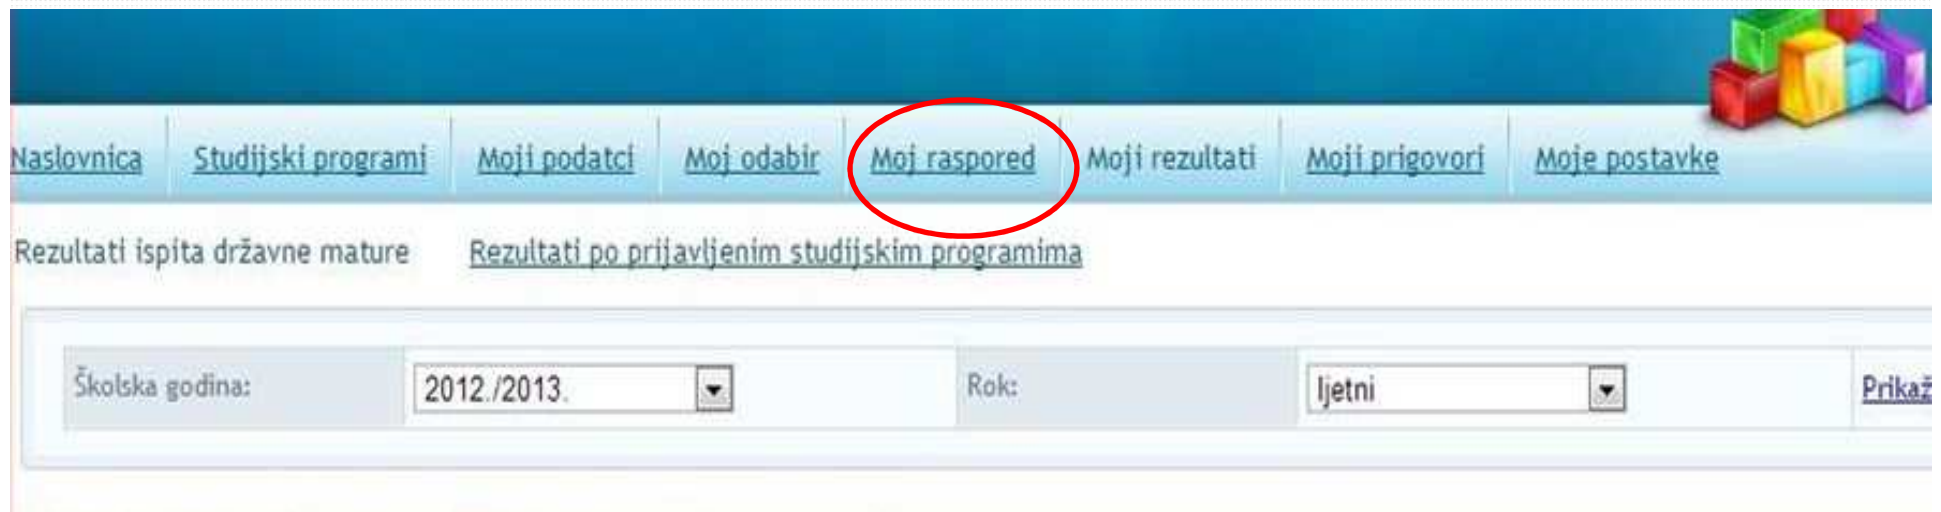 Naslovnica Studijski programi Moji podatci Moj odabir Moj raspored Moji rezultati Moji prigovori Moje postavke
Rezultati ispita državne mature Rezultati po prijavljenim studijskim programima
Školska godina: 2012./2013. Rok: ljetni Prikaž